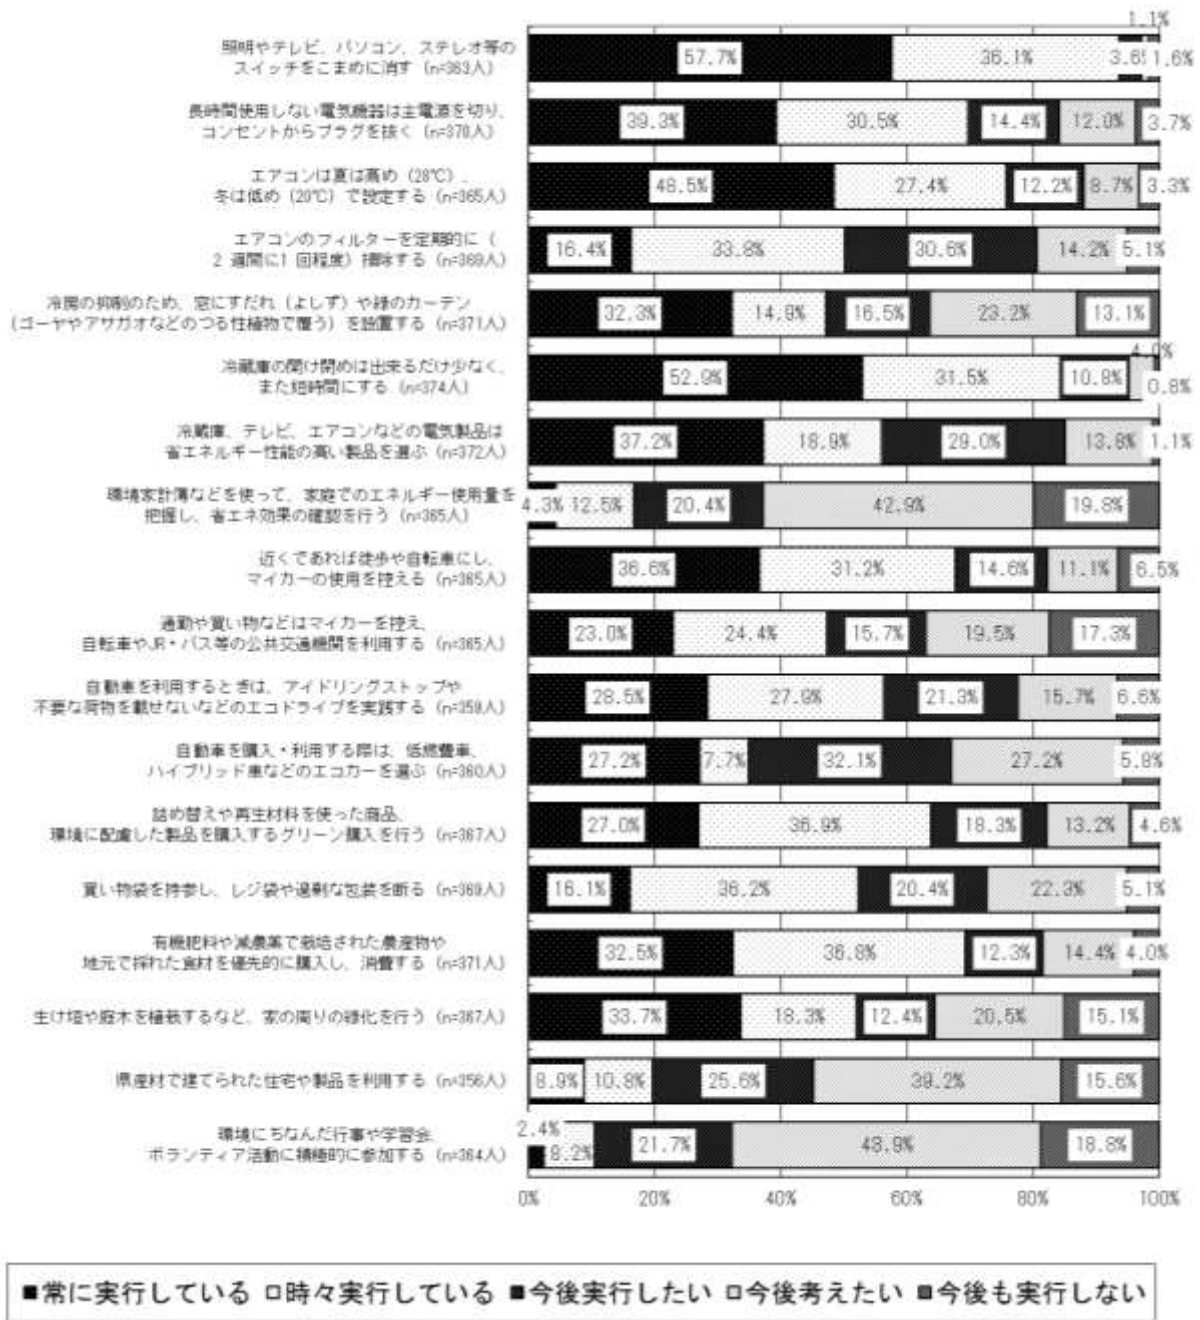 1.1%
照明やテレビ、パソコン、ステレオ等の
スイッチをこまめに消す（n=363人）
57.7% 36.1% 3.6% 1.6%
長時間使用しない電気機器は主電源を切り、
コンセントからプラグを抜く（n=370人）
39.3% 30.5% 14.4% 12.0% 3.7%
エアコンは夏は高め（28℃）、
冬は低め（20℃）で設定する（n=365人）
48.5% 27.4% 12.2% 8.7% 3.3%
エアコンのフィルターを定期的に（
2 週間に1 回程度）掃除する（n=369人）
16.4% 33.8% 30.6% 14.2% 5.1%
冷房の抑制のため、窓にすだれ（よしず）や緑のカーテン
（ゴーヤやアサガオなどのつる性植物で覆う）を設置する（n=371人）
32.3% 14.8% 16.5% 23.2% 13.1%
冷蔵庫の開け閉めは出来るだけ少なく、
また短時間にする（n=374人）
52.9% 31.5% 10.8% 4.0% 0.8%
冷蔵庫、テレビ、エアコンなどの電気製品は
省エネルギー性能の高い製品を選ぶ（n=372人）
37.2% 18.9% 29.0% 13.8% 1.1%
環境家計簿などを使って、家庭でのエネルギー使用量を
把握し、省エネ効果の確認を行う（n=365人）
4.3% 12.5% 20.4% 42.9% 19.8%
近くであれば徒歩や自転車にし、
マイカーの使用を控える（n=365人）
36.6% 31.2% 14.6% 11.1% 6.5%
通勤や買い物などはマイカーを控え、
自転車やJR・バス等の公共交通機関を利用する（n=365人）
23.0% 24.4% 15.7% 19.5% 17.3%
自動車を利用するときは、アイドリングストップや
不要な荷物を載せないなどのエコドライブを実践する（n=359人）
28.5% 27.9% 21.3% 15.7% 6.6%
自動車を購入・利用する際は、低燃費車、
ハイブリッド車などのエコカーを選ぶ（n=360人）
27.2% 7.7% 32.1% 27.2% 5.8%
詰め替えや再生材料を使った商品、
環境に配慮した製品を購入するグリーン購入を行う（n=367人）
27.0% 36.9% 18.3% 13.2% 4.6%
買い物袋を持参し、レジ袋や過剰な包装を断る（n=369人）
16.1% 36.2% 20.4% 22.3% 5.1%
有機肥料や減農薬で栽培された農産物や
地元で採れた食材を優先的に購入し、消費する（n=371人）
32.5% 36.8% 12.3% 14.4% 4.0%
生け垣や庭木を植栽するなど、家の周りの緑化を行う（n=367人）
33.7% 18.3% 12.4% 20.5% 15.1%
県産材で建てられた住宅や製品を利用する（n=356人）
8.9% 10.8% 25.6% 39.2% 15.6%
環境にちなんだ行事や学習会、
ボランティア活動に積極的に参加する（n=364人）
2.4% 8.2% 21.7% 48.9% 18.8%
0% 20% 40% 60% 80% 100%
■常に実行している □時々実行している ■今後実行したい □今後考えたい ■今後も実行しない